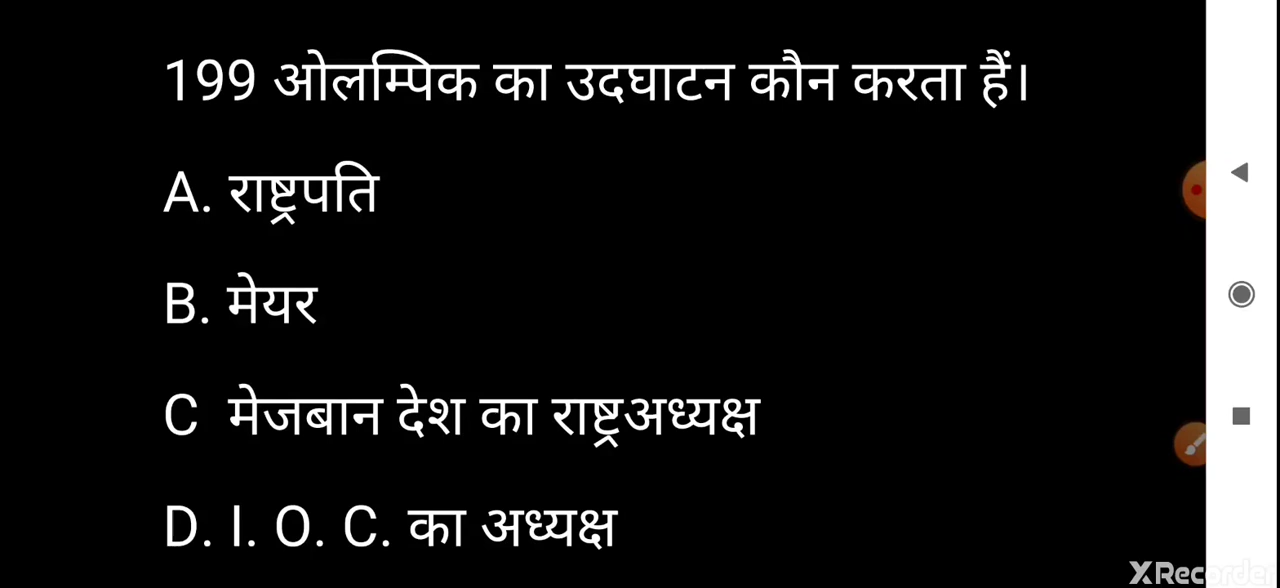 199 ओलम्पिक का उदघाटन कौन करता हैं।
A. राष्ट्रपति
B. मेयर
C मेजबान देश का राष्ट्रअध्यक्ष
D. I. O. C. का अध्यक्ष
XRecorder